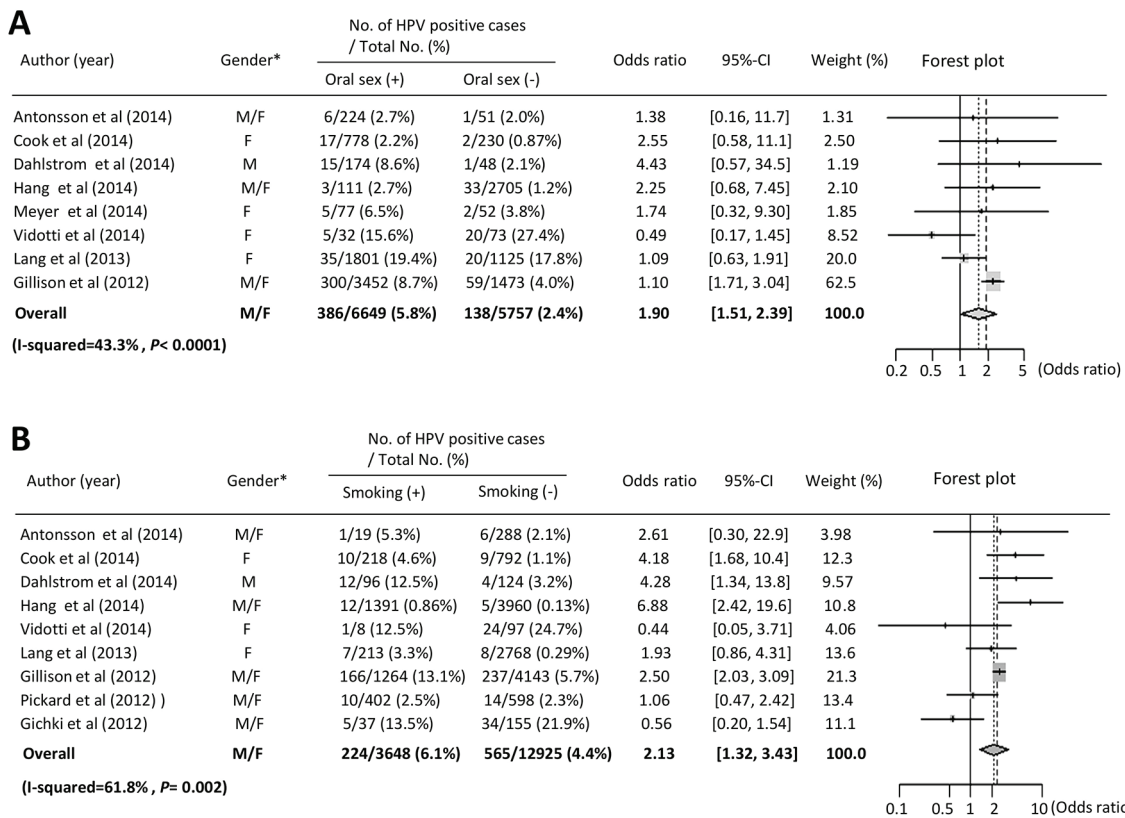 A
No. of HPV positive cases
/ Total No. (%)
Author (year) Gender* Odds ratio 95%-CI Weight (%) Forest plot
Oral sex (+) Oral sex (-)
Antonsson et al (2014) M/F 6/224 (2.7%) 1/51 (2.0%) 1.38 [0.16, 11.7] 1.31
Cook et al (2014) F 17/778 (2.2%) 2/230 (0.87%) 2.55 [0.58, 11.1] 2.50
Dahlstrom et al (2014) M 15/174 (8.6%) 1/48 (2.1%) 4.43 [0.57, 34.5] 1.19
Hang et al (2014) M/F 3/111 (2.7%) 33/2705 (1.2%) 2.25 [0.68, 7.45] 2.10
Meyer et al (2014) F 5/77 (6.5%) 2/52 (3.8%) 1.74 [0.32, 9.30] 1.85
Vidotti et al (2014) F 5/32 (15.6%) 20/73 (27.4%) 0.49 [0.17, 1.45] 8.52
Lang et al (2013) F 35/1801 (19.4%) 20/1125 (17.8%) 1.09 [0.63, 1.91] 20.0
Gillison et al (2012) M/F 300/3452 (8.7%) 59/1473 (4.0%) 1.10 [1.71, 3.04] 62.5
Overall M/F 386/6649 (5.8%) 138/5757 (2.4%) 1.90 [1.51, 2.39] 100.0
(I-squared=43.3% , P< 0.0001)
0.2 0.5 1 2 5 (Odds ratio)
B
No. of HPV positive cases
/ Total No. (%)
Author (year) Gender* Odds ratio 95%-CI Weight (%) Forest plot
Smoking (+) Smoking (-)
Antonsson et al (2014) M/F 1/19 (5.3%) 6/288 (2.1%) 2.61 [0.30, 22.9] 3.98
Cook et al (2014) F 10/218 (4.6%) 9/792 (1.1%) 4.18 [1.68, 10.4] 12.3
Dahlstrom et al (2014) M 12/96 (12.5%) 4/124 (3.2%) 4.28 [1.34, 13.8] 9.57
Hang et al (2014) M/F 12/1391 (0.86%) 5/3960 (0.13%) 6.88 [2.42, 19.6] 10.8
Vidotti et al (2014) F 1/8 (12.5%) 24/97 (24.7%) 0.44 [0.05, 3.71] 4.06
Lang et al (2013) F 7/213 (3.3%) 8/2768 (0.29%) 1.93 [0.86, 4.31] 13.6
Gillison et al (2012) M/F 166/1264 (13.1%) 237/4143 (5.7%) 2.50 [2.03, 3.09] 21.3
Pickard et al (2012) ) M/F 10/402 (2.5%) 14/598 (2.3%) 1.06 [0.47, 2.42] 13.4
Gichki et al (2012) M/F 5/37 (13.5%) 34/155 (21.9%) 0.56 [0.20, 1.54] 11.1
Overall M/F 224/3648 (6.1%) 565/12925 (4.4%) 2.13 [1.32, 3.43] 100.0
(I-squared=61.8% , P= 0.002)
0.1 0.5 1 2 10 (Odds ratio